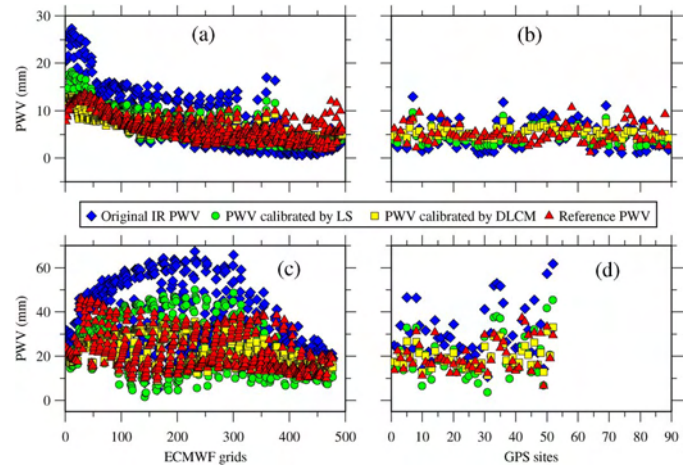 30
20
10
0
PWV (mm)
(a)
(b)
Original IR PWV
PWV calibrated by LS
PWV calibrated by DLCM
Reference PWV
60
40
20
0
PWV (mm)
(c)
(d)
0 100 200 300 400 500
0 10 20 30 40 50 60 70 80 90
ECMWF grids
GPS sites